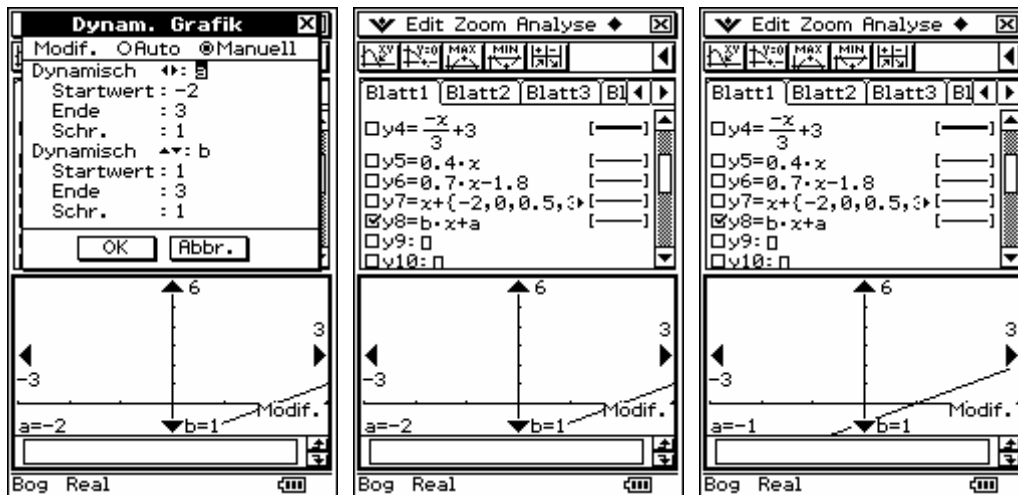 Dynam. Grafik
Modif. Auto Manuell
Dynamisch : a
Startwert : -2
Ende : 3
Schr. : 1
Dynamisch : b
Startwert : 1
Ende : 3
Schr. : 1
OK Abbr.
6
3
-3
Modif.
a=-2 b=1
Bog Real
Edit Zoom Analyse
Blatt1 Blatt2 Blatt3 Bl
y4=-x/3+3
y5=0.4·x
y6=0.7·x-1.8
y7=x+{-2,0,0.5,3
y8=b·x+a
y9:
y10:
6
3
-3
Modif.
a=-2 b=1
Bog Real
Edit Zoom Analyse
Blatt1 Blatt2 Blatt3 Bl
y4=-x/3+3
y5=0.4·x
y6=0.7·x-1.8
y7=x+{-2,0,0.5,3
y8=b·x+a
y9:
y10:
6
3
-3
Modif.
a=-1 b=1
Bog Real